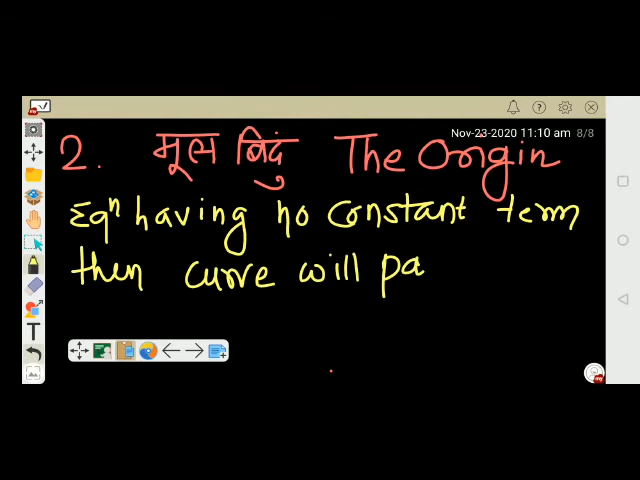 Nov-23-2020 11:10 am 8/8
2. मूल बिंदु The Origin
Eqn having no constant term
then curve will pa
T